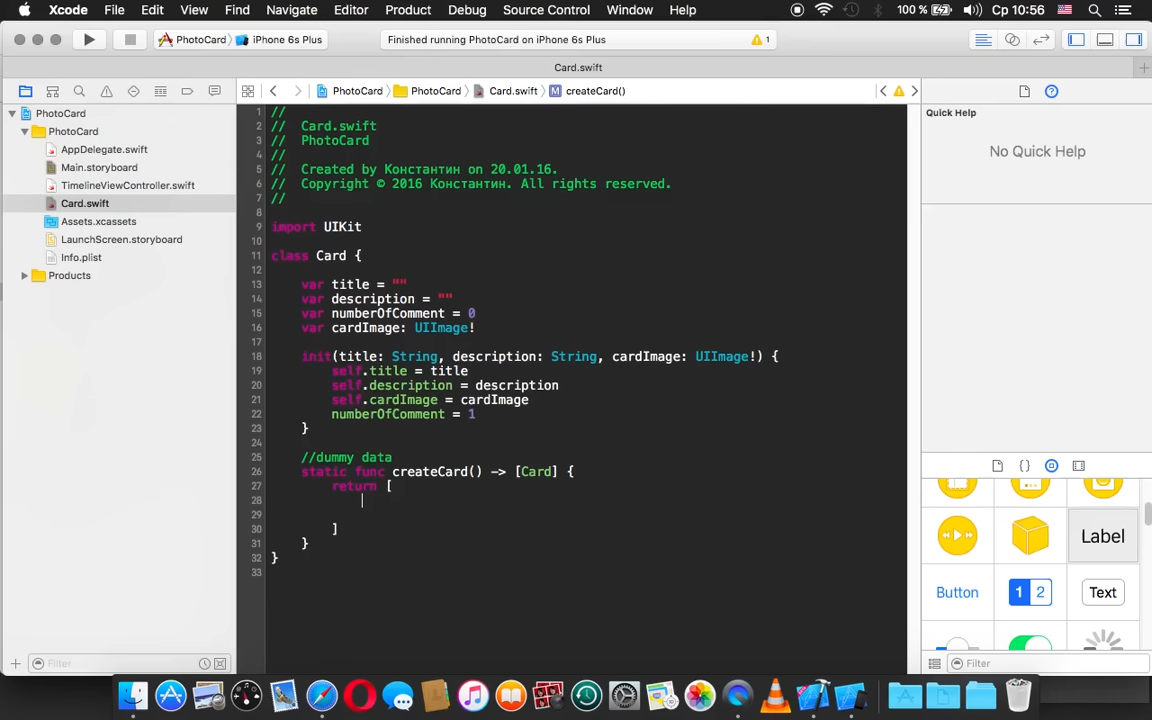 Xcode File Edit View Find Navigate Editor Product Debug Source Control Window Help 100 % Ср 10:56
PhotoCard iPhone 6s Plus Finished running PhotoCard on iPhone 6s Plus 1
Card.swift
PhotoCard PhotoCard Card.swift M createCard()
PhotoCard
PhotoCard
AppDelegate.swift
Main.storyboard
TimelineViewController.swift
Card.swift
Assets.xcassets
LaunchScreen.storyboard
Info.plist
Products
Filter
1 //
2 // Card.swift
3 // PhotoCard
4 //
5 // Created by Константин on 20.01.16.
6 // Copyright © 2016 Константин. All rights reserved.
7 //
8
9 import UIKit
10
11 class Card {
12
13 var title = ""
14 var description = ""
15 var numberOfComment = 0
16 var cardImage: UIImage!
17
18 init(title: String, description: String, cardImage: UIImage!) {
19 self.title = title
20 self.description = description
21 self.cardImage = cardImage
22 numberOfComment = 1
23 }
24
25 //dummy data
26 static func createCard() -> [Card] {
27 return [
28
29
30 ]
31 }
32 }
33
Quick Help
No Quick Help
Label
Button 1 2 Text
Filter